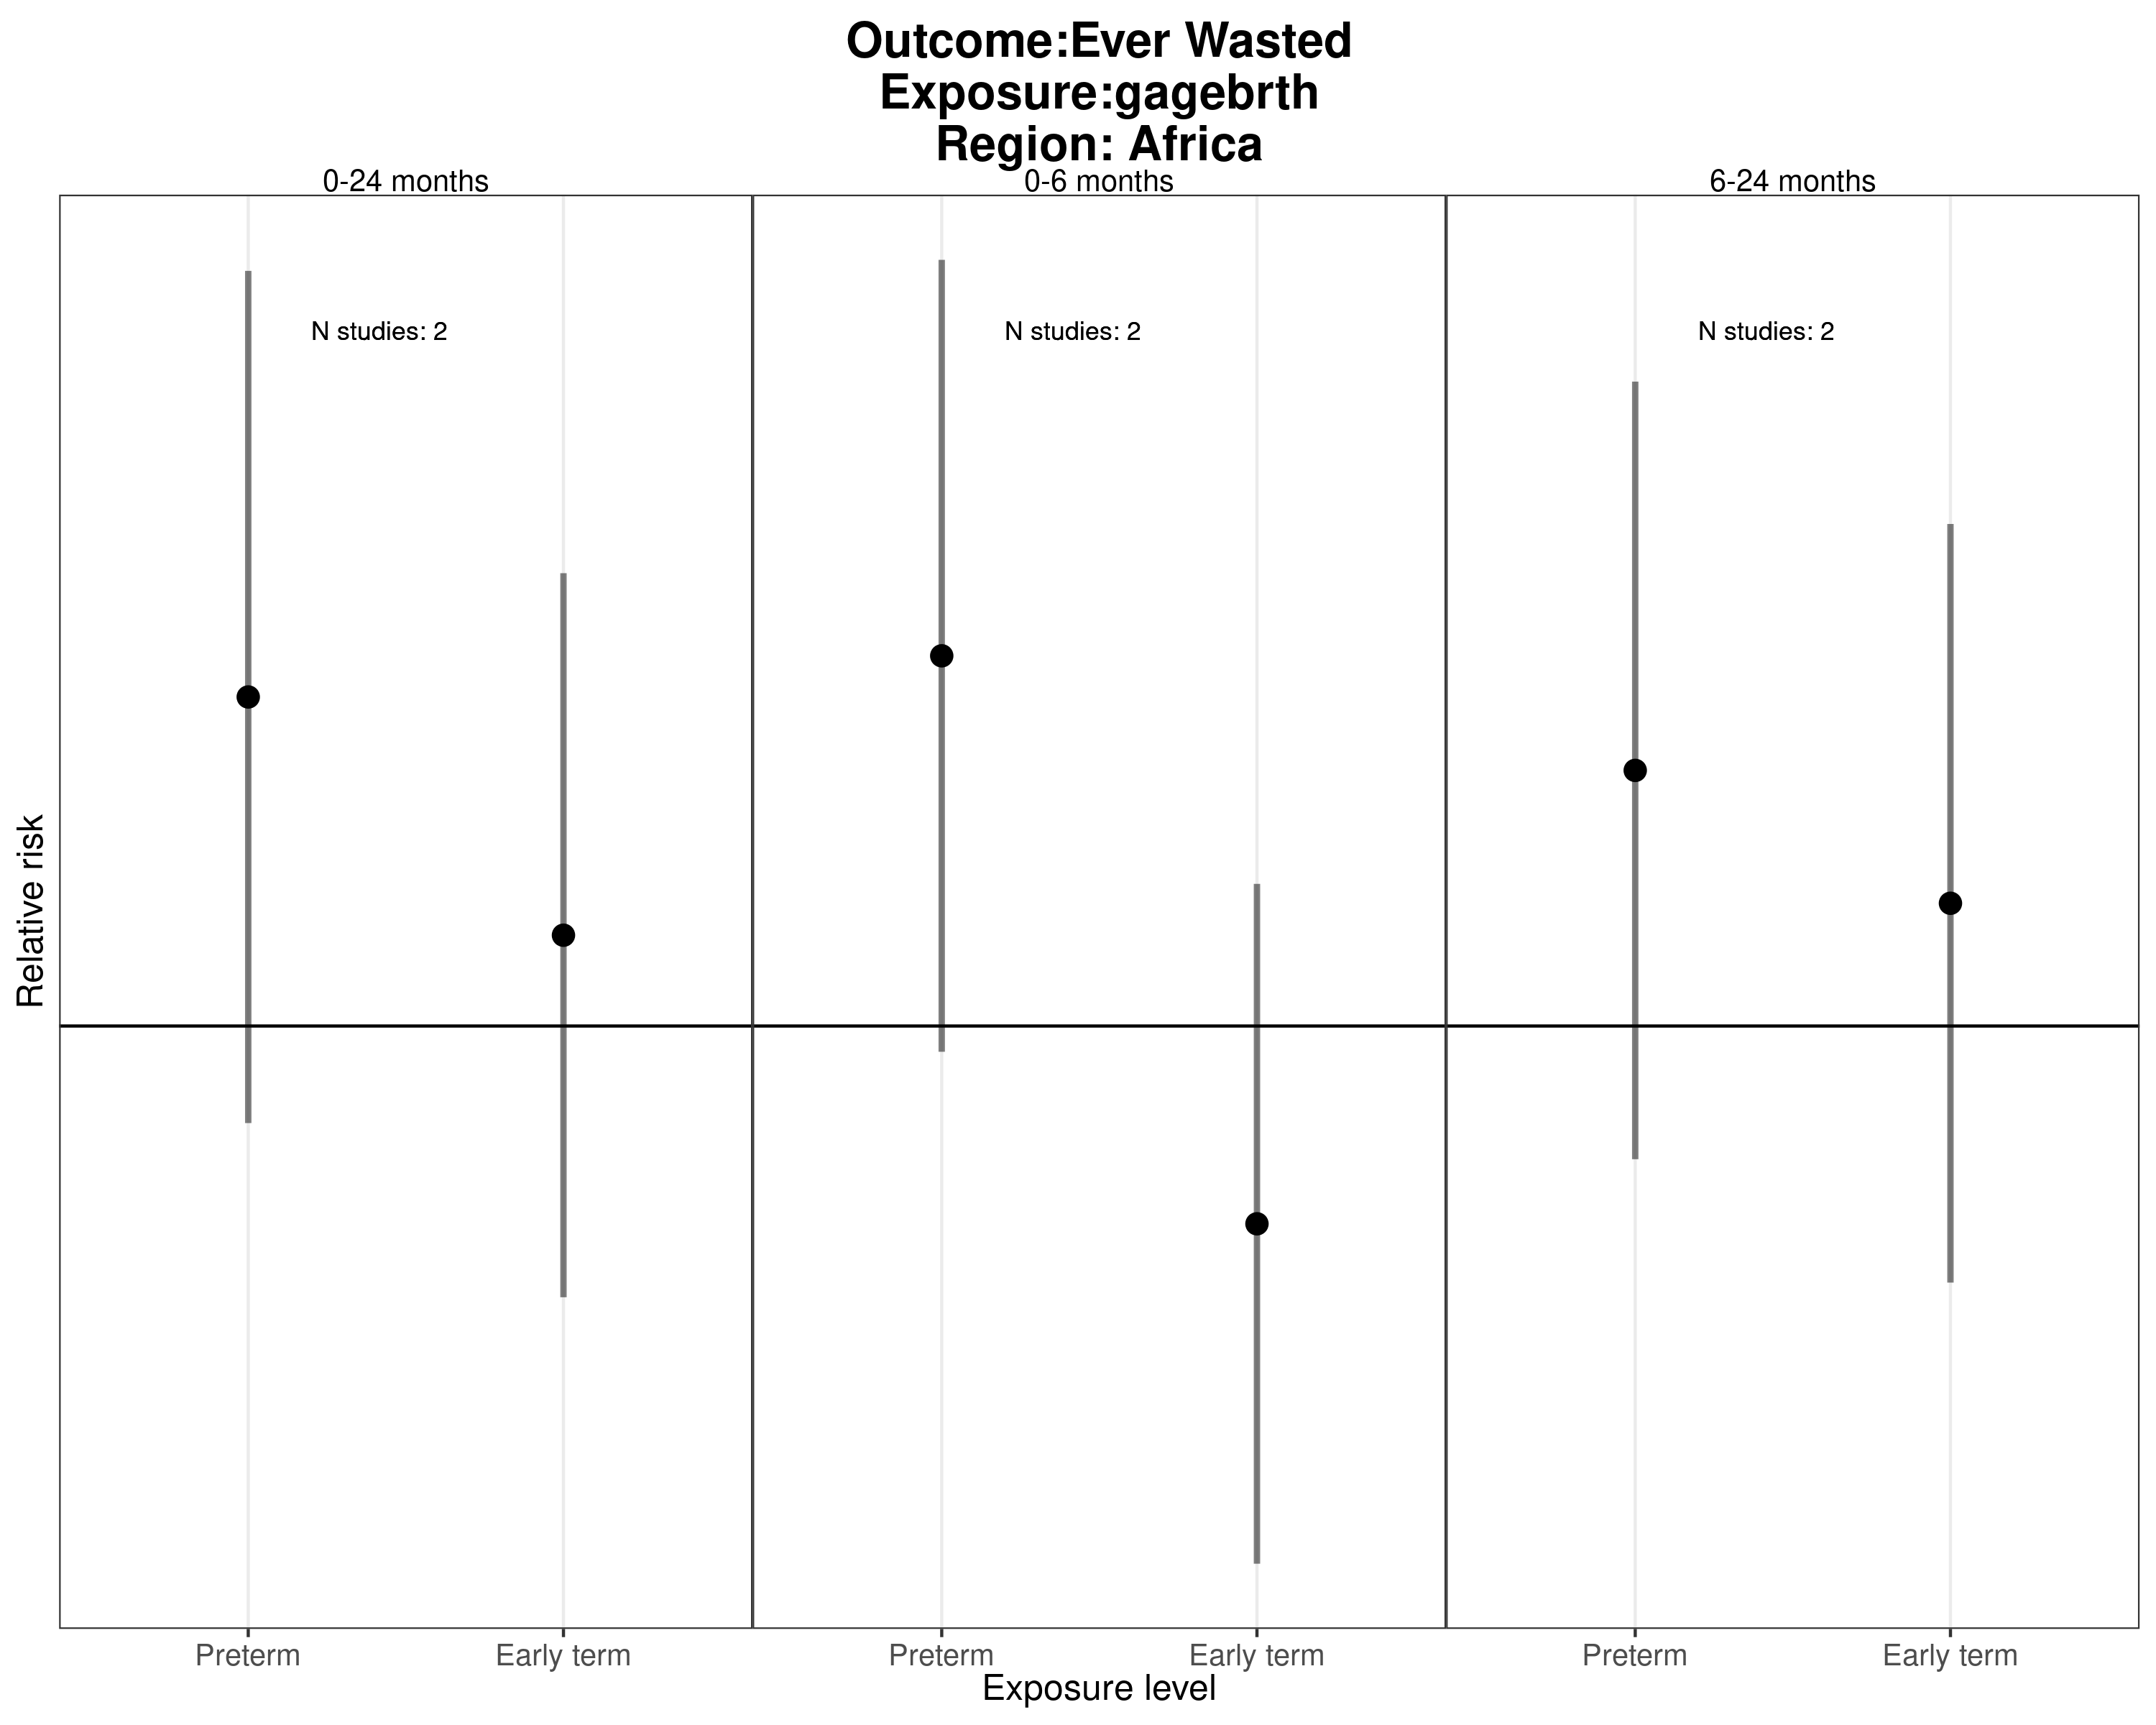 Outcome:Ever Wasted
Exposure:gagebrth
Region: Africa
0-24 months
0-6 months
6-24 months
N studies: 2
N studies: 2
N studies: 2
Relative risk
Preterm
Early term
Preterm
Early term
Preterm
Early term
Exposure level